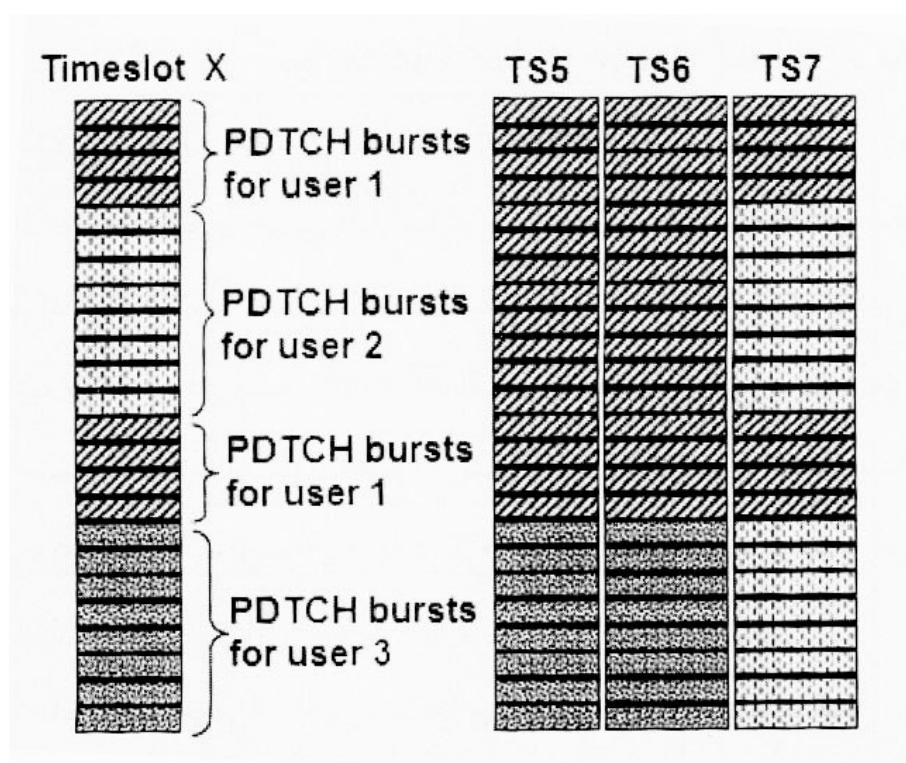 Timeslot X
TS5 TS6 TS7
PDTCH bursts
for user 1
PDTCH bursts
for user 2
PDTCH bursts
for user 1
PDTCH bursts
for user 3